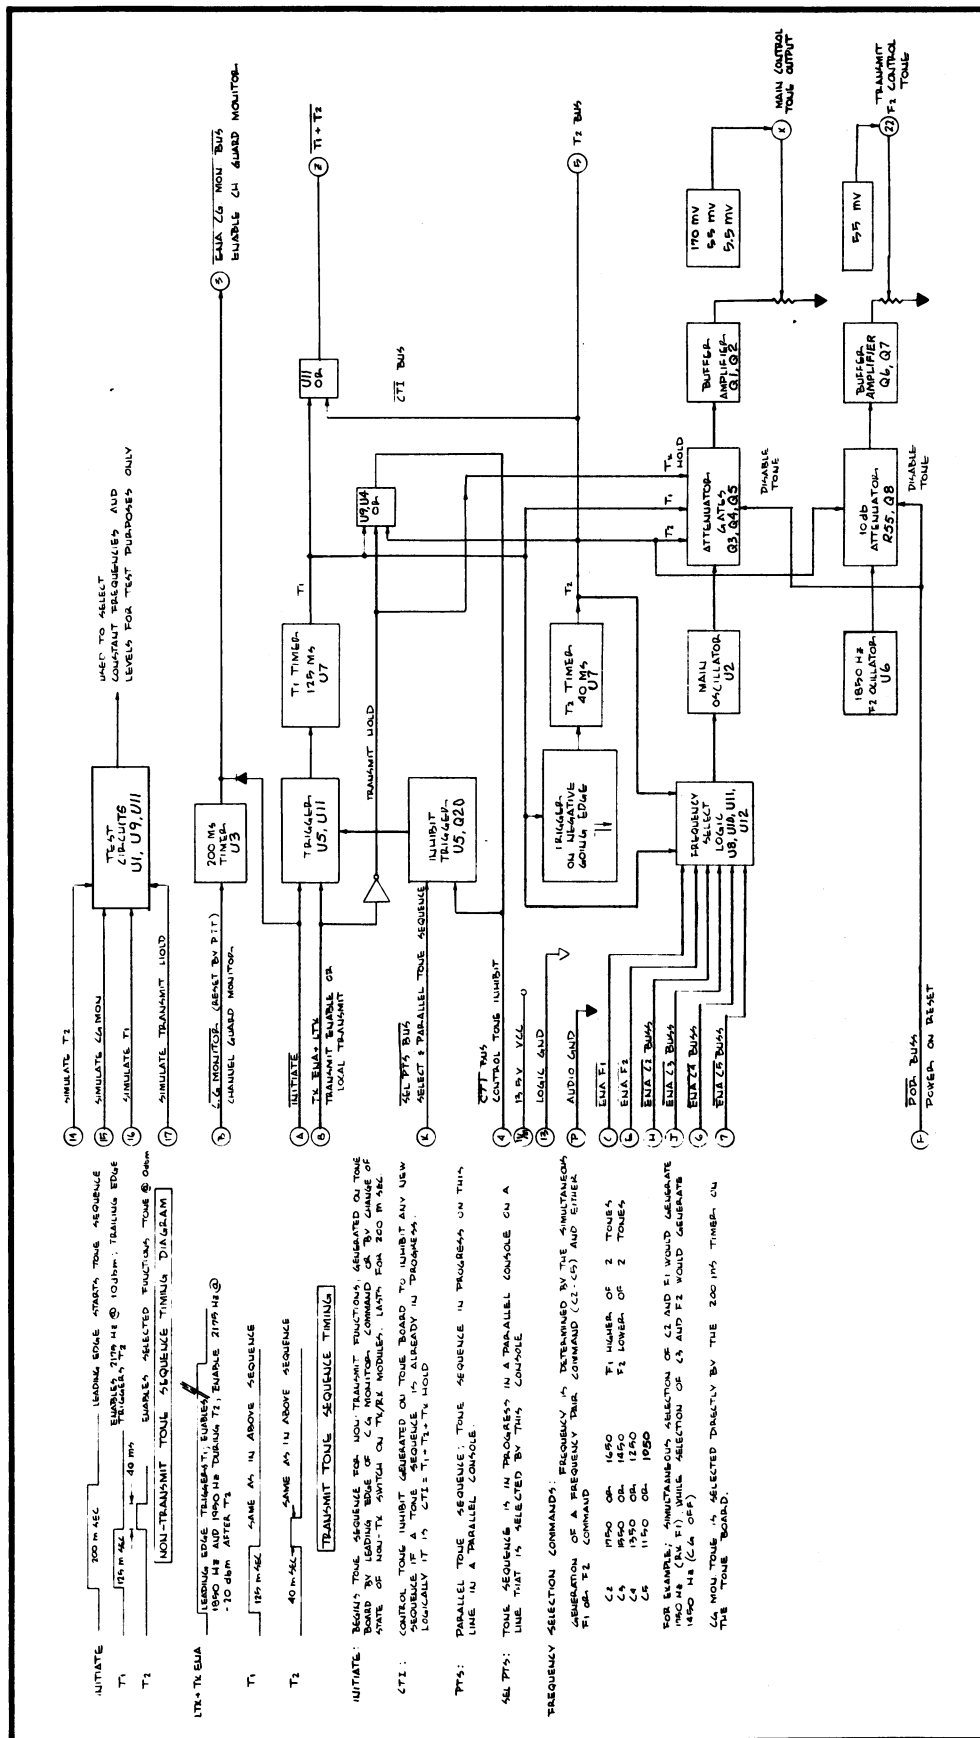 INITIATE
200 m SEC
LEADING EDGE STARTS TONE SEQUENCE
T1
125 m SEC
ENABLES 2175 Hz @ 10dbm; TRAILING EDGE
TRIGGERS T2
T2
40 ms
ENABLES SELECTED FUNCTIONS TONE @ 0dbm
NON-TRANSMIT TONE SEQUENCE TIMING DIAGRAM
LTX + TX ENA
LEADING EDGE TRIGGERS T1; ENABLES
1850 Hz AND 1950 Hz DURING T2; ENABLE 2175 Hz @
-20 dbm AFTER T2
T1
125 m SEC
SAME AS IN ABOVE SEQUENCE
T2
40 m SEC
SAME AS IN ABOVE SEQUENCE
TRANSMIT TONE SEQUENCE TIMING
INITIATE: BEGINS TONE SEQUENCE FOR NON-TRANSMIT FUNCTIONS, GENERATED ON TONE
BOARD BY LEADING EDGE OF CG MONITOR COMMAND OR BY CHANGE OF
STATE OF NON-TX SWITCH ON TX/RX MODULES. LASTS FOR 200 m SEC.
CTI: CONTROL TONE INHIBIT GENERATED ON TONE BOARD TO INHIBIT ANY NEW
SEQUENCE IF A TONE SEQUENCE IS ALREADY IN PROGRESS.
LOGICALLY IT IS CTI = T1 + T2 + TX HOLD
PTS: PARALLEL TONE SEQUENCE; TONE SEQUENCE IN PROGRESS ON THIS
LINE IN A PARALLEL CONSOLE.
SEL PTS: TONE SEQUENCE IS IN PROGRESS IN A PARALLEL CONSOLE ON A
LINE THAT IS SELECTED BY THIS CONSOLE
FREQUENCY SELECTION COMMANDS:
FREQUENCY IS DETERMINED BY THE SIMULTANEOUS
GENERATION OF A FREQUENCY PAIR COMMAND (C2-C5) AND EITHER
F1 OR F2 COMMAND
C2 1750 OR 1650 F1 HIGHER OF 2 TONES
C3 1550 OR 1450 F2 LOWER OF 2 TONES
C4 1350 OR 1250
C5 1150 OR 1050
FOR EXAMPLE; SIMULTAANEOUS SELECTION OF C2 AND F1 WOULD GENERATE
1750 Hz (RX F1) WHILE SELECTION OF C3 AND F2 WOULD GENERATE
1450 Hz (CG OFF)
CG MON. TONE IS SELECTED DIRECTLY BY THE 200 ms TIMER ON
THE TONE BOARD.
14 SIMULATE T2
15 SIMULATE CG MON
16 SIMULATE T1
17 SIMULATE TRANSMIT HOLD
TEST
CIRCUITS
U1, U9, U11
USED TO SELECT
CONSTANT FREQUENCIES AND
LEVELS FOR TEST PURPOSES ONLY
C.G MONITOR (RESET BY PTT)
CHANNEL GUARD MONITOR
200 MS
TIMER
U3
ENA CG MON BUS
ENABLE CH GUARD MONITOR
A INITIATE
B TX ENA + LTX
TRANSMIT ENABLE OR
LOCAL TRANSMIT
TRIGGER
U5, U11
T1 TIMER
125 MS
U7
T1
U11
OR
Z T1 + T2
TRANSMIT HOLD
U9, U4
OR
CTI BUS
K SEL PTS BUS
SELECT & PARALLEL TONE SEQUENCE
INHIBIT
TRIGGER
U5, Q20
CTI BUS
CONTROL TONE INHIBIT
13.5V VCC
LOGIC GND
P AUDIO GND
TRIGGER
ON NEGATIVE
GOING EDGE
T2 TIMER
40 MS
U7
T2
5 T2 BUS
C ENA F1
E ENA F2
H ENA C2 BUSS
J ENA C3 BUSS
6 ENA C4 BUSS
7 ENA C5 BUSS
FREQUENCY
SELECT
LOGIC
U8, U10, U11,
U12
MAIN
OSCILLATOR
U2
T2
T1
TX
HOLD
ATTENUATOR
GATES
Q3, Q4, Q5
DISABLE
TONE
BUFFER
AMPLIFIER
Q1, Q2
170 mv
55 mv
5.5 mv
X MAIN CONTROL
TONE OUTPUT
1850 Hz
F2 OCILLATOR
U6
10db
ATTENUATOR
R55, Q8
DISABLE
TONE
BUFFER
AMPLIFIER
Q6, Q7
55 mv
22 TRANSMIT
F2 CONTROL
TONE
F POR BUSS
POWER ON RESET